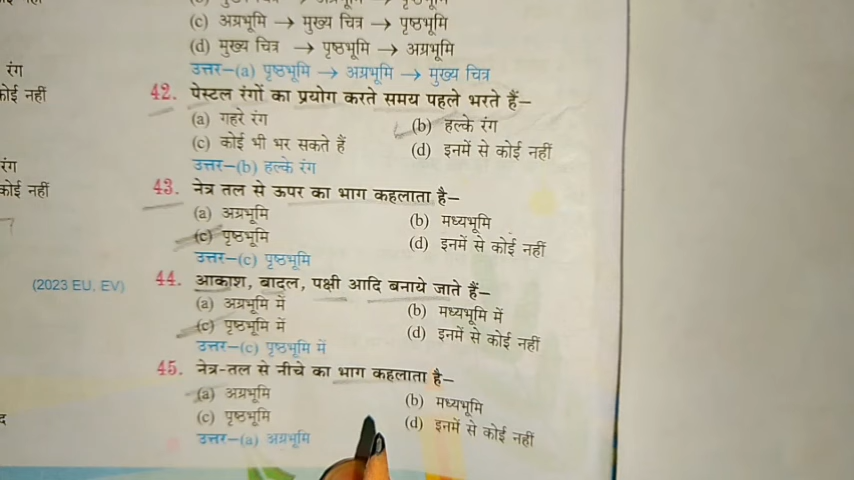 (c) अग्रभूमि → मुख्य चित्र → पृष्ठभूमि
(d) मुख्य चित्र → पृष्ठभूमि → अग्रभूमि
उत्तर–(a) पृष्ठभूमि → अग्रभूमि → मुख्य चित्र
42. पेस्टल रंगों का प्रयोग करते समय पहले भरते हैं–
(a) गहरे रंग (b) हल्के रंग
(c) कोई भी भर सकते हैं (d) इनमें से कोई नहीं
उत्तर–(b) हल्के रंग
43. नेत्र तल से ऊपर का भाग कहलाता है–
(a) अग्रभूमि (b) मध्यभूमि
(c) पृष्ठभूमि (d) इनमें से कोई नहीं
उत्तर–(c) पृष्ठभूमि
(2023 EU, EV)
44. आकाश, बादल, पक्षी आदि बनाये जाते हैं–
(a) अग्रभूमि में (b) मध्यभूमि में
(c) पृष्ठभूमि में (d) इनमें से कोई नहीं
उत्तर–(c) पृष्ठभूमि में
45. नेत्र-तल से नीचे का भाग कहलाता है–
(a) अग्रभूमि (b) मध्यभूमि
(c) पृष्ठभूमि (d) इनमें से कोई नहीं
उत्तर–(a) अग्रभूमि
रंग
कोई नहीं
रंग
कोई नहीं